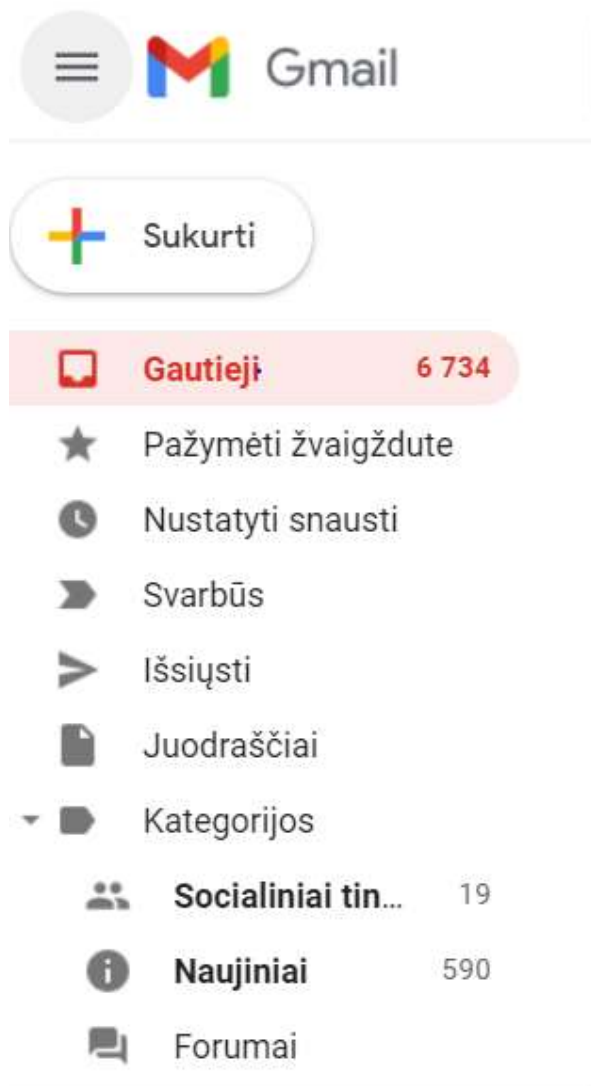 Gmail
Sukurti
Gautieji 6 734
Pažymėti žvaigždute
Nustatyti snausti
Svarbūs
Išsiųsti
Juodraščiai
Kategorijos
Socialiniai tin... 19
Naujiniai 590
Forumai